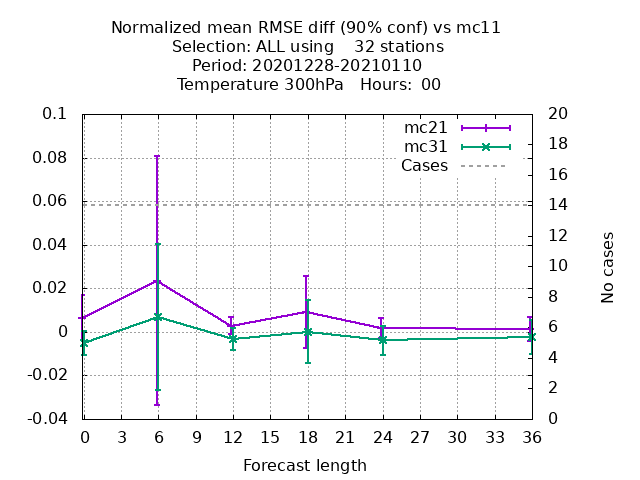 Normalized mean RMSE diff (90% conf) vs mc11
Selection: ALL using    32 stations
Period: 20201228-20210110
Temperature 300hPa   Hours:  00
0.1
0.08
0.06
0.04
0.02
0
-0.02
-0.04
mc21
mc31
Cases
20
18
16
14
12
10
8
6
4
2
0
No cases
0 3 6 9 12 15 18 21 24 27 30 33 36
Forecast length